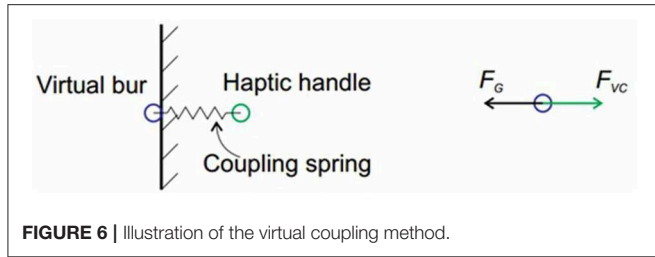 Virtual bur
Haptic handle
Coupling spring
F_G
F_VC
FIGURE 6 | Illustration of the virtual coupling method.